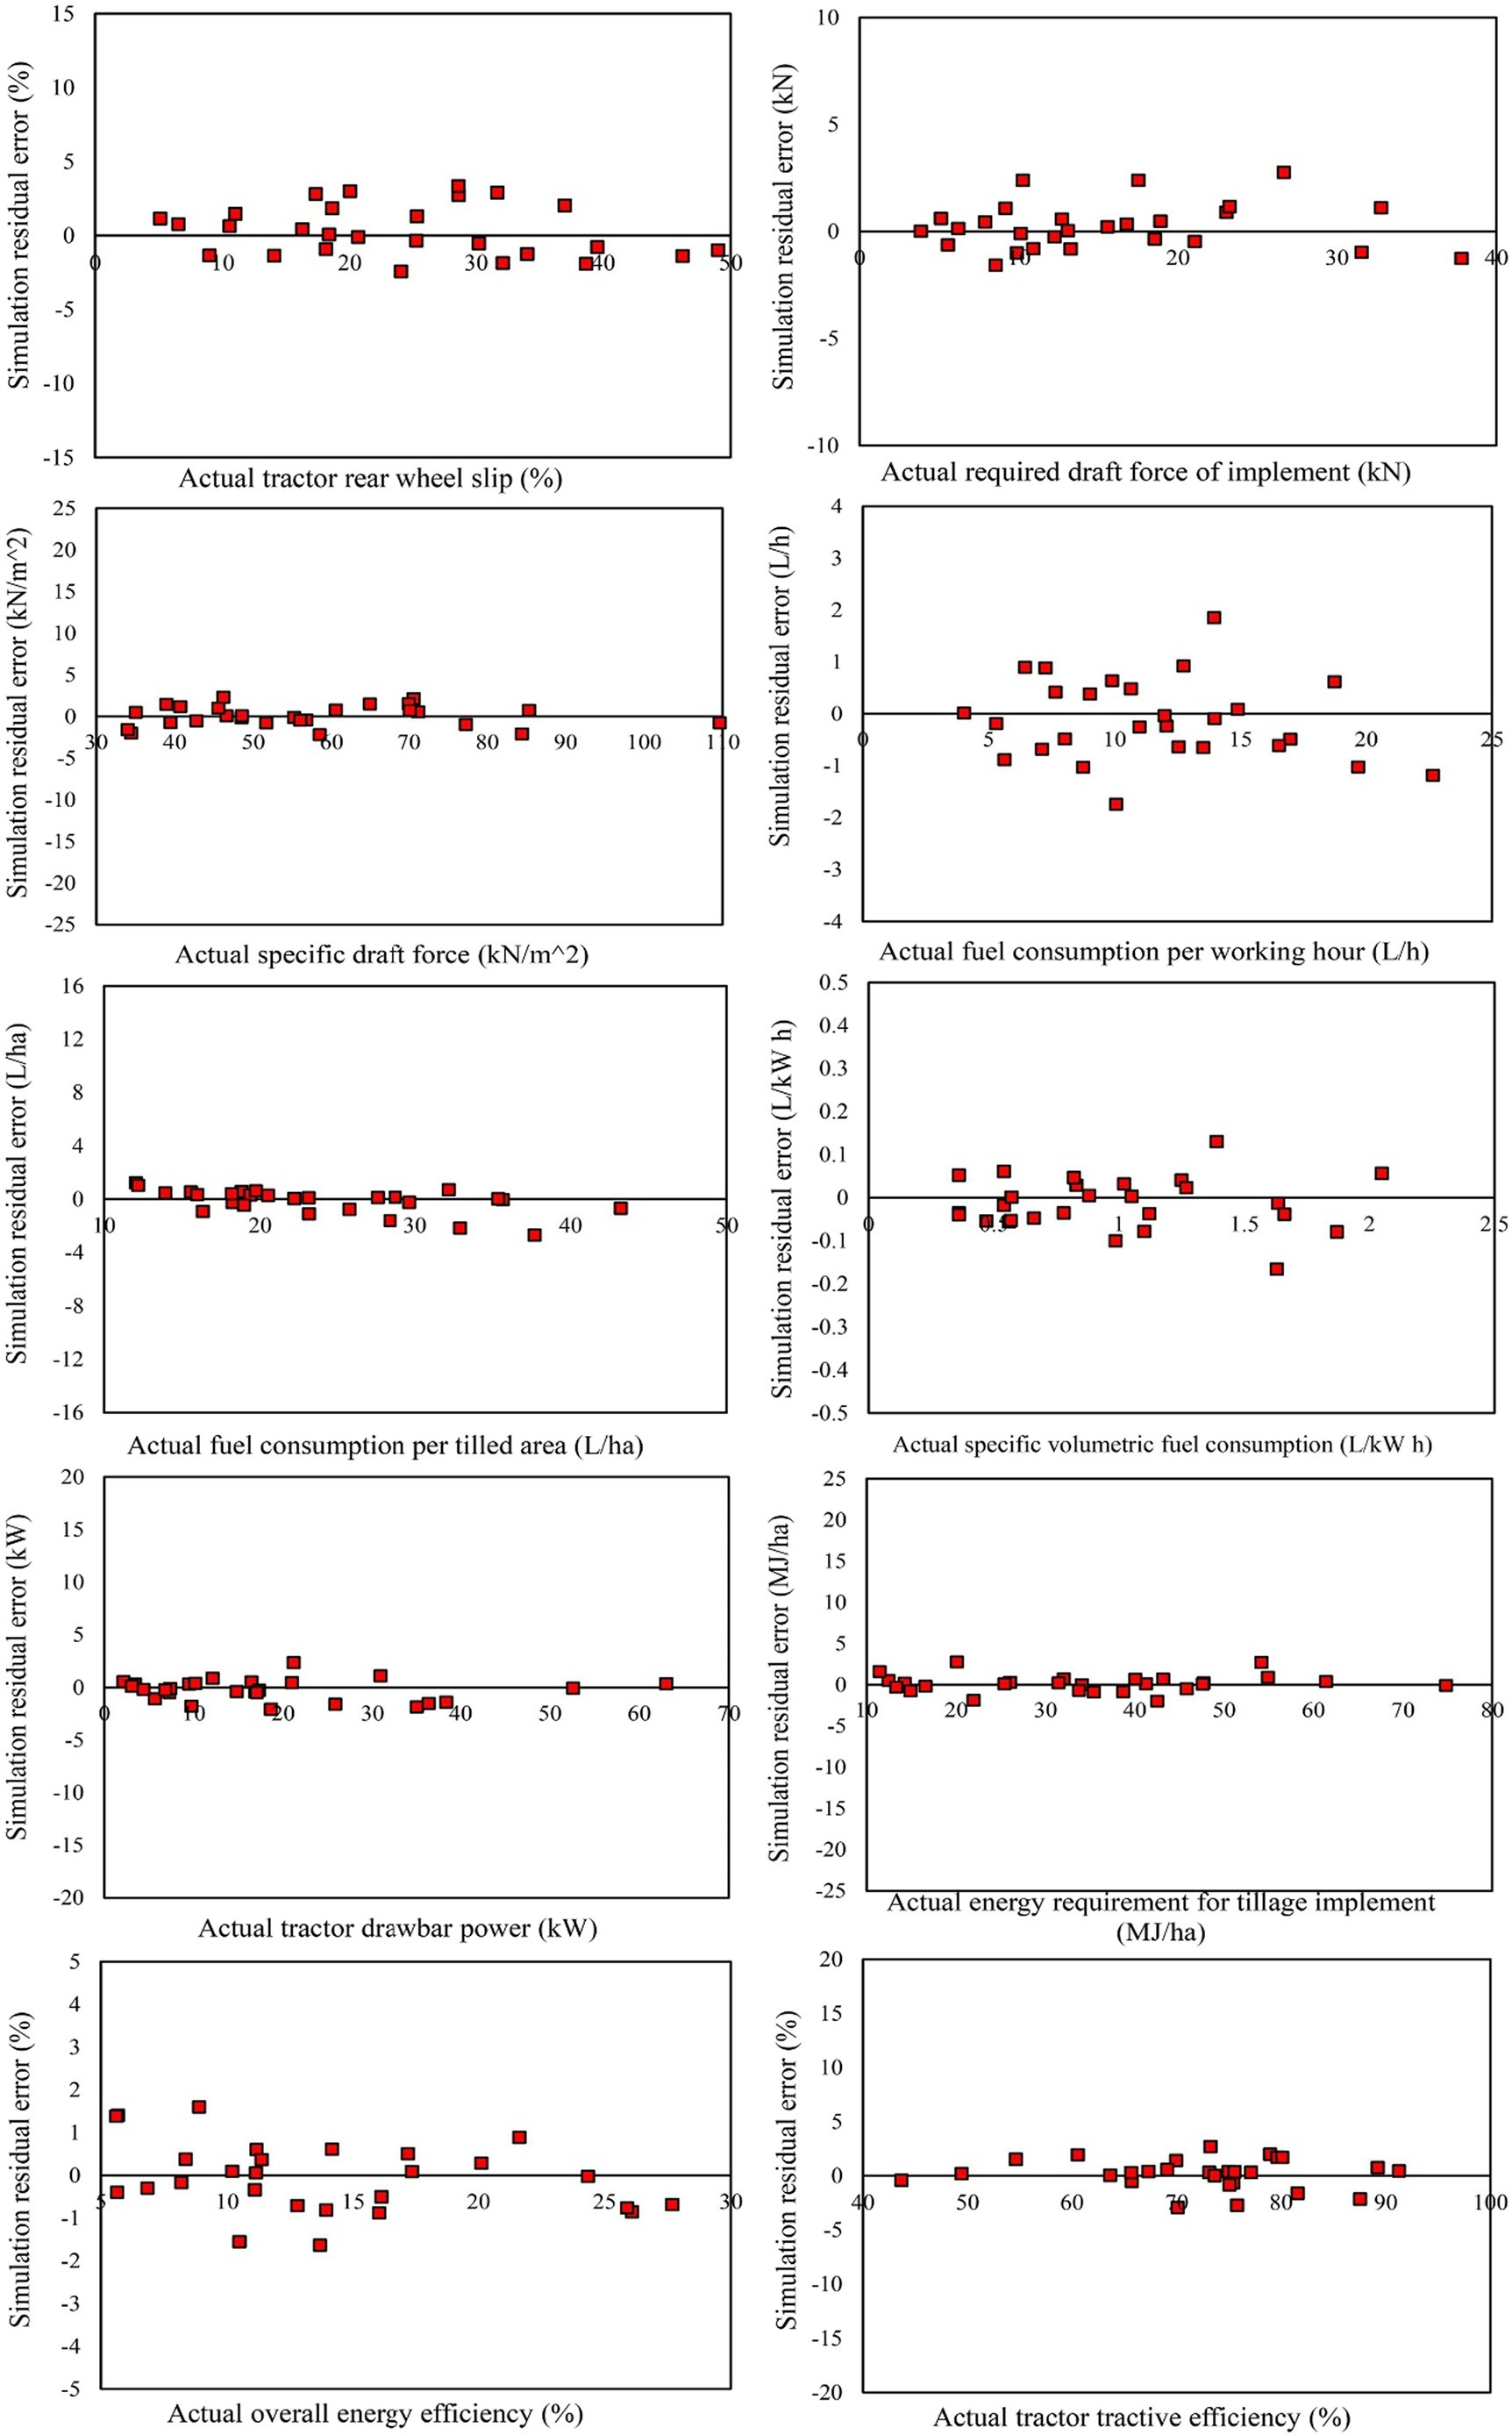 Simulation residual error (%)
15
10
5
0
-5
-10
-15
0 10 20 30 40 50
Actual tractor rear wheel slip (%)
Simulation residual error (kN)
10
5
0
-5
-10
0 10 20 30 40
Actual required draft force of implement (kN)
Simulation residual error (kN/m^2)
25
20
15
10
5
0
-5
-10
-15
-20
-25
30 40 50 60 70 80 90 100 110
Actual specific draft force (kN/m^2)
Simulation residual error (L/h)
4
3
2
1
0
-1
-2
-3
-4
0 5 10 15 20 25
Actual fuel consumption per working hour (L/h)
Simulation residual error (L/ha)
16
12
8
4
0
-4
-8
-12
-16
10 20 30 40 50
Actual fuel consumption per tilled area (L/ha)
Simulation residual error (L/kW h)
0.5
0.4
0.3
0.2
0.1
0
-0.1
-0.2
-0.3
-0.4
-0.5
0 0.5 1 1.5 2 2.5
Actual specific volumetric fuel consumption (L/kW h)
Simulation residual error (kW)
20
15
10
5
0
-5
-10
-15
-20
0 10 20 30 40 50 60 70
Actual tractor drawbar power (kW)
Simulation residual error (MJ/ha)
25
20
15
10
5
0
-5
-10
-15
-20
-25
10 20 30 40 50 60 70 80
Actual energy requirement for tillage implement
(MJ/ha)
Simulation residual error (%)
5
4
3
2
1
0
-1
-2
-3
-4
-5
5 10 15 20 25 30
Actual overall energy efficiency (%)
Simulation residual error (%)
20
15
10
5
0
-5
-10
-15
-20
40 50 60 70 80 90 100
Actual tractor tractive efficiency (%)